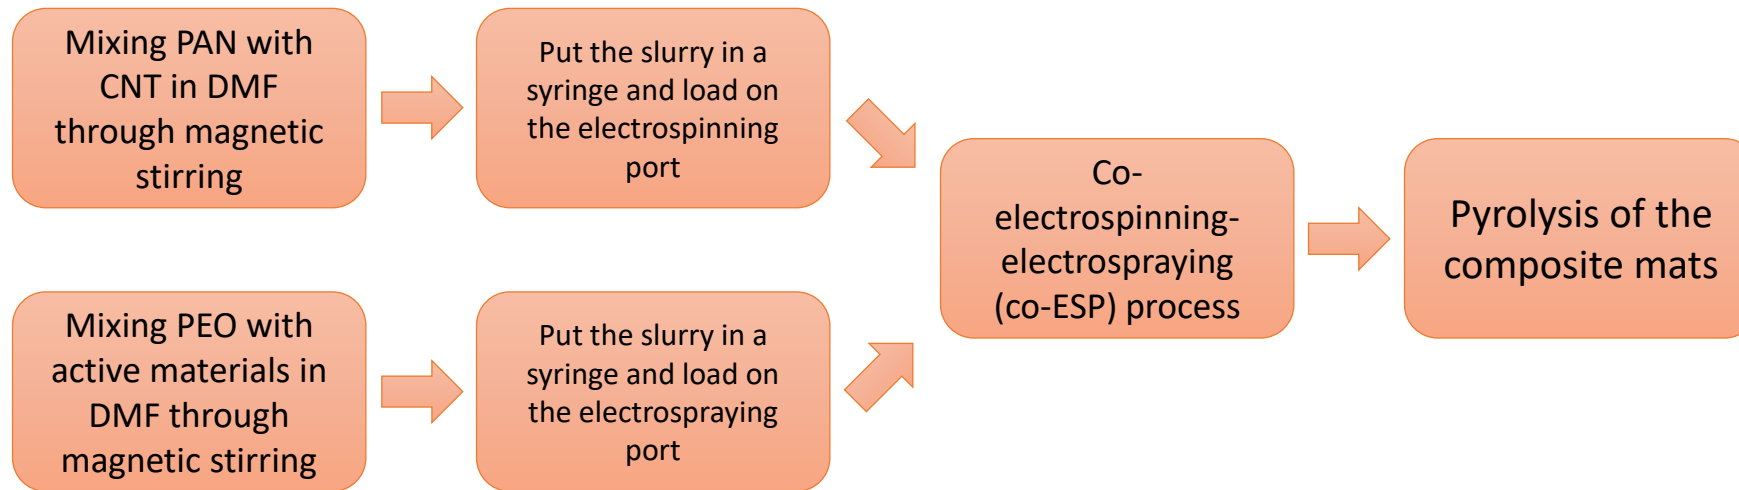 Mixing PAN with
CNT in DMF
through magnetic
stirring
Put the slurry in a
syringe and load on
the electrospinning
port
Mixing PEO with
active materials in
DMF through
magnetic stirring
Put the slurry in a
syringe and load on
the electrospraying
port
Co-
electrospinning-
electrospraying
(co-ESP) process
Pyrolysis of the
composite mats